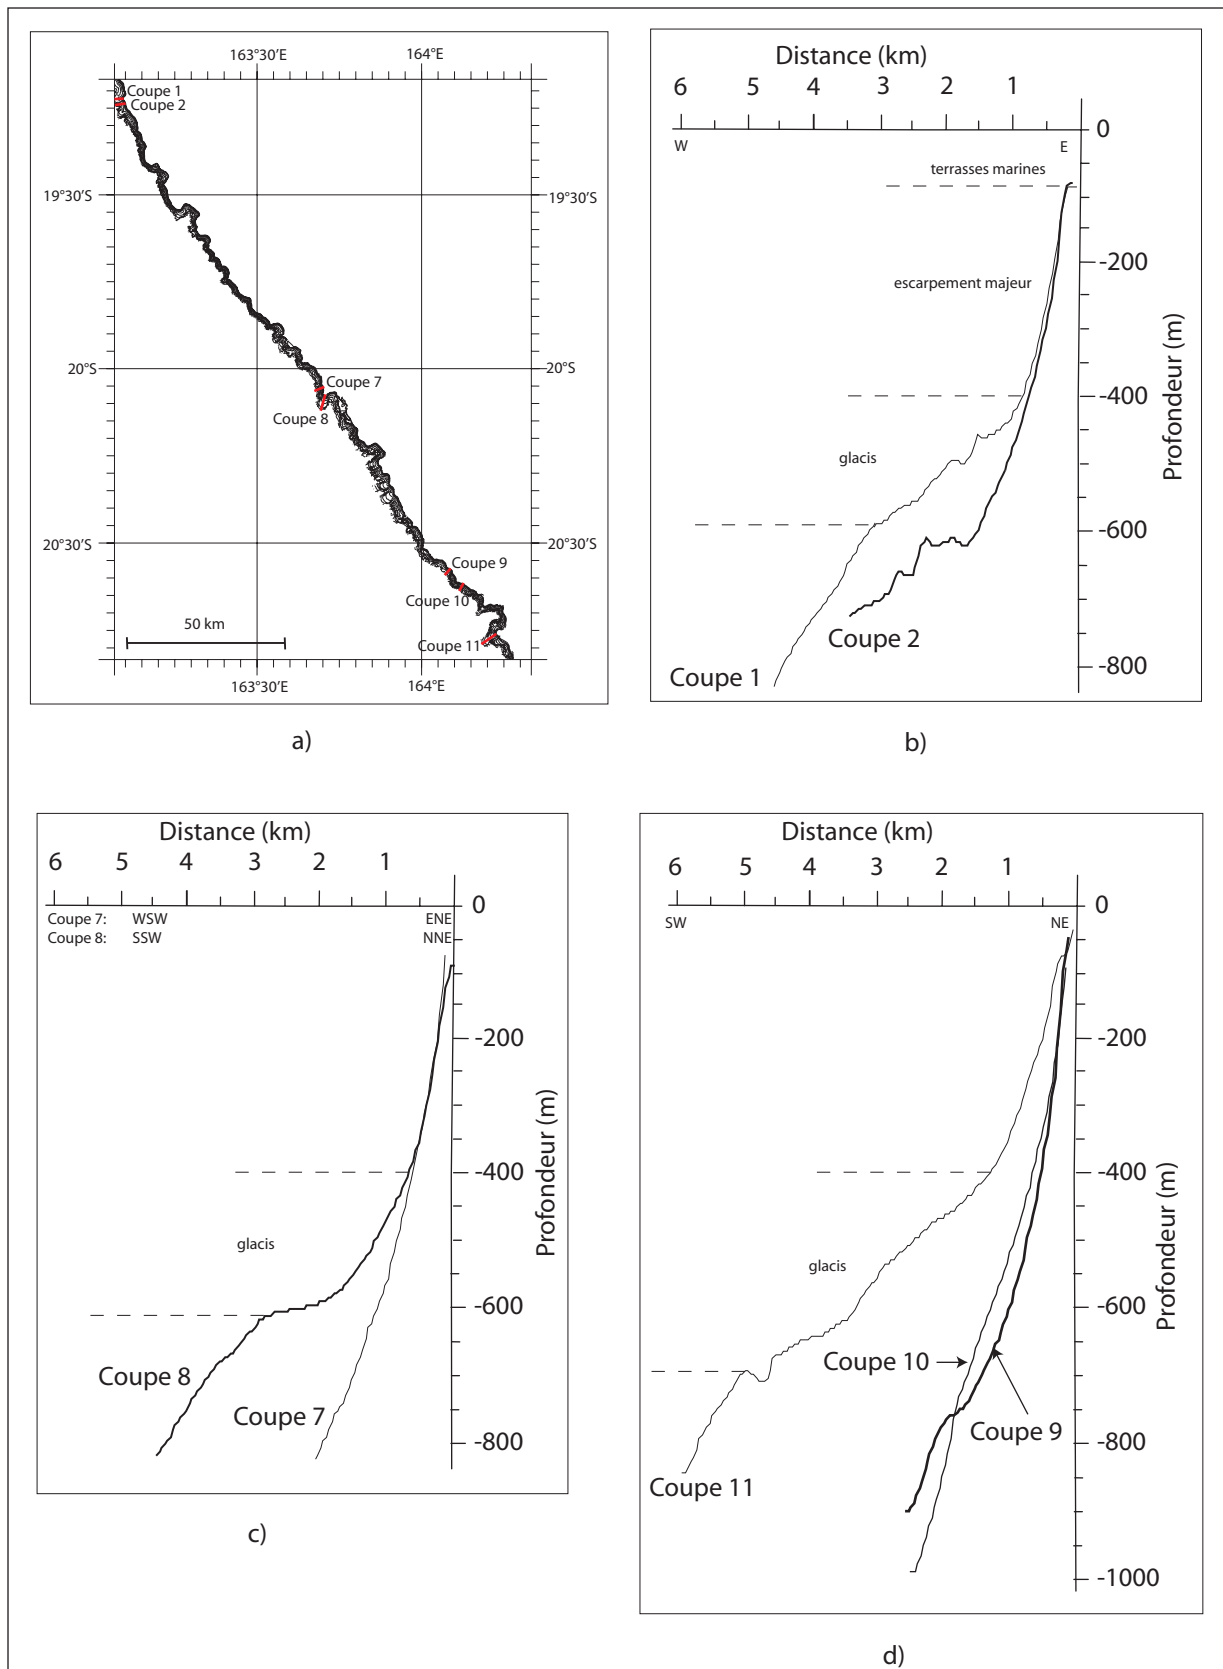 163°30'E 164°E
Coupe 1
Coupe 2
19°30'S 19°30'S
20°S 20°S
Coupe 7
Coupe 8
20°30'S 20°30'S
Coupe 9
Coupe 10
50 km
Coupe 11
163°30'E 164°E
a)
Distance (km)
6 5 4 3 2 1
0
W E
terrasses marines
-200
escarpement majeur
-400
glacis
-600
-800
Profondeur (m)
Coupe 2
Coupe 1
b)
Distance (km)
6 5 4 3 2 1
0
Coupe 7: WSW ENE
Coupe 8: SSW NNE
-200
-400
glacis
-600
-800
Profondeur (m)
Coupe 8
Coupe 7
c)
Distance (km)
6 5 4 3 2 1
0
SW NE
-200
-400
glacis
-600
-800
-1000
Profondeur (m)
Coupe 10
Coupe 9
Coupe 11
d)